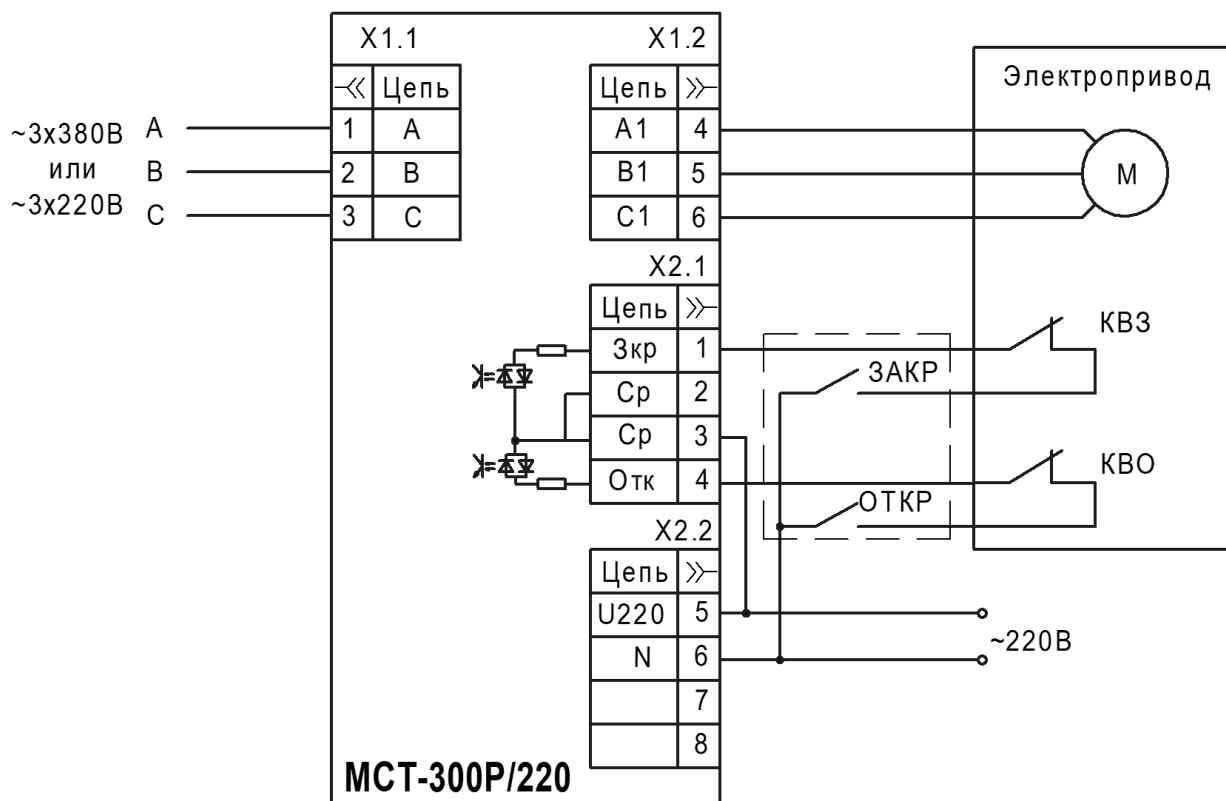 X1.1
Цепь
1 A
2 B
3 C
~3х380В
или
~3х220В
A
B
C
X1.2
Цепь
A1 4
B1 5
C1 6
X2.1
Цепь
Зкр 1
Ср 2
Ср 3
Отк 4
X2.2
Цепь
U220 5
N 6
7
8
МСТ-300Р/220
ЗАКР
ОТКР
Электропривод
М
КВЗ
КВО
~220В